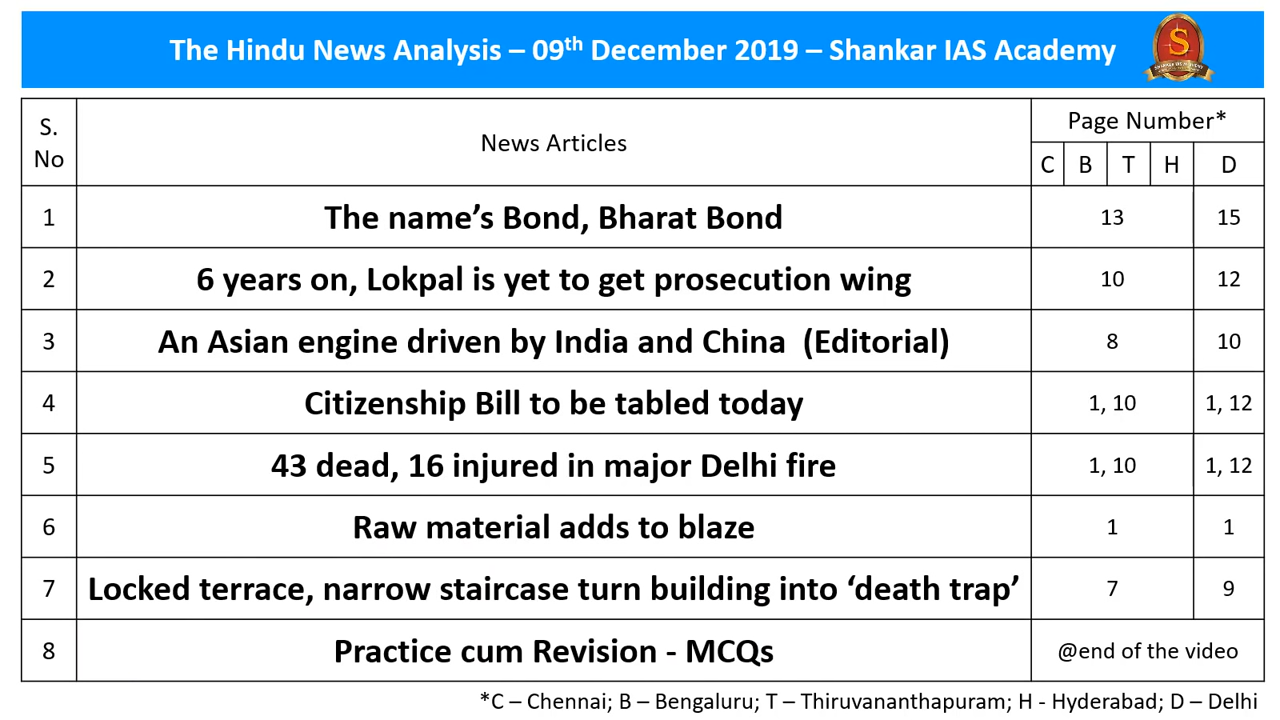 The Hindu News Analysis – 09th December 2019 – Shankar IAS Academy
S
SHANKAR IAS ACADEMY
S. No
News Articles
Page Number*
C B T H D
1 The name’s Bond, Bharat Bond 13 15
2 6 years on, Lokpal is yet to get prosecution wing 10 12
3 An Asian engine driven by India and China (Editorial) 8 10
4 Citizenship Bill to be tabled today 1, 10 1, 12
5 43 dead, 16 injured in major Delhi fire 1, 10 1, 12
6 Raw material adds to blaze 1 1
7 Locked terrace, narrow staircase turn building into ‘death trap’ 7 9
8 Practice cum Revision - MCQs @end of the video
*C – Chennai; B – Bengaluru; T – Thiruvananthapuram; H - Hyderabad; D – Delhi